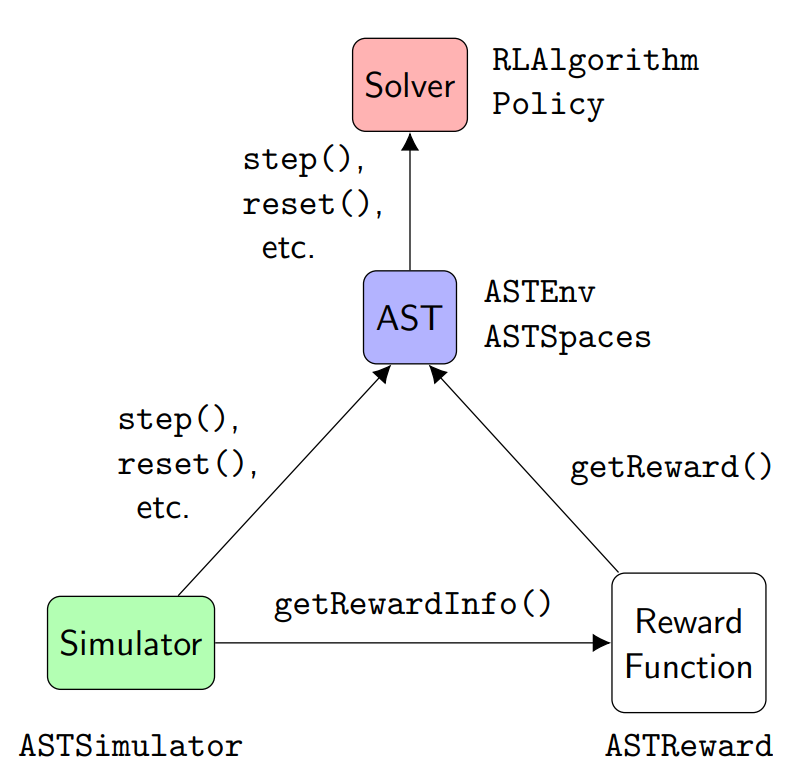 Solver
RLAlgorithm
Policy
step(),
reset(),
etc.
AST
ASTEnv
ASTSpaces
step(),
reset(),
etc.
getReward()
getRewardInfo()
Simulator
Reward
Function
ASTSimulator
ASTReward